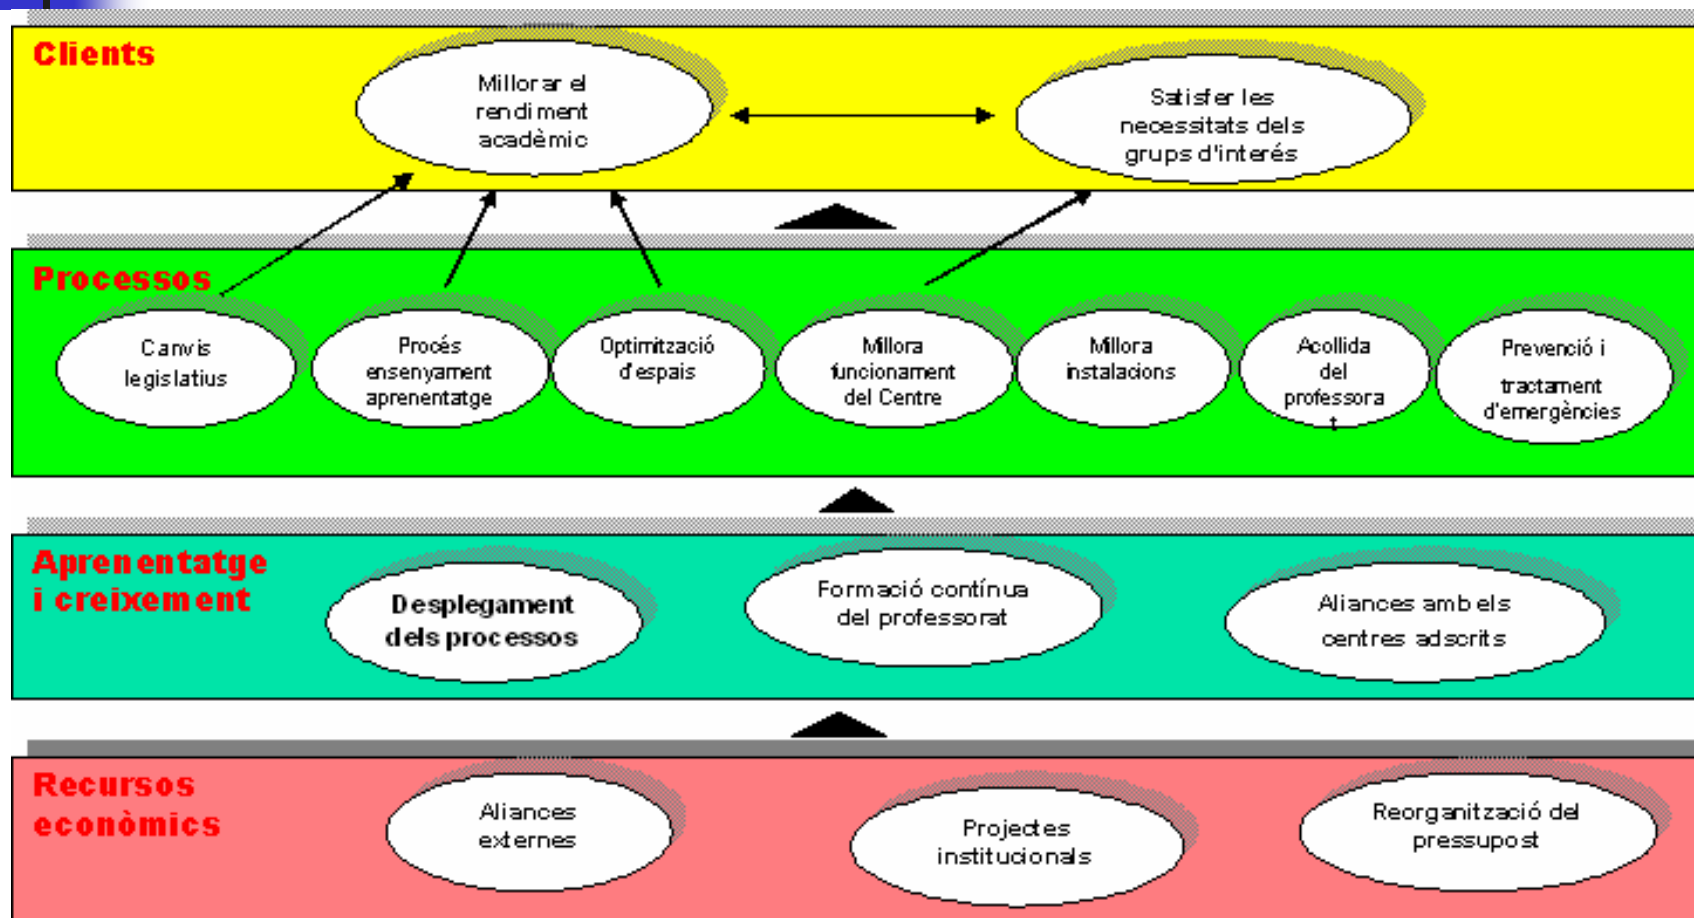 Clients
Millorar el
rendiment
acadèmic
Satisfer les
necessitats dels
grups d'interés
Processos
Canvis
legislatius
Procés
ensenyament
aprenentatge
Optimització
d'espais
Millora
funcionament
del Centre
Millora
instalacions
Acollida
del
professora
t
Prevenció i
tractament
d'emergències
Aprenentatge
i creixement
Desplegament
dels processos
Formació contínua
del professorat
Aliances amb els
centres adscrits
Recursos
econòmics
Aliances
externes
Projectes
institucionals
Reorganització del
pressupost